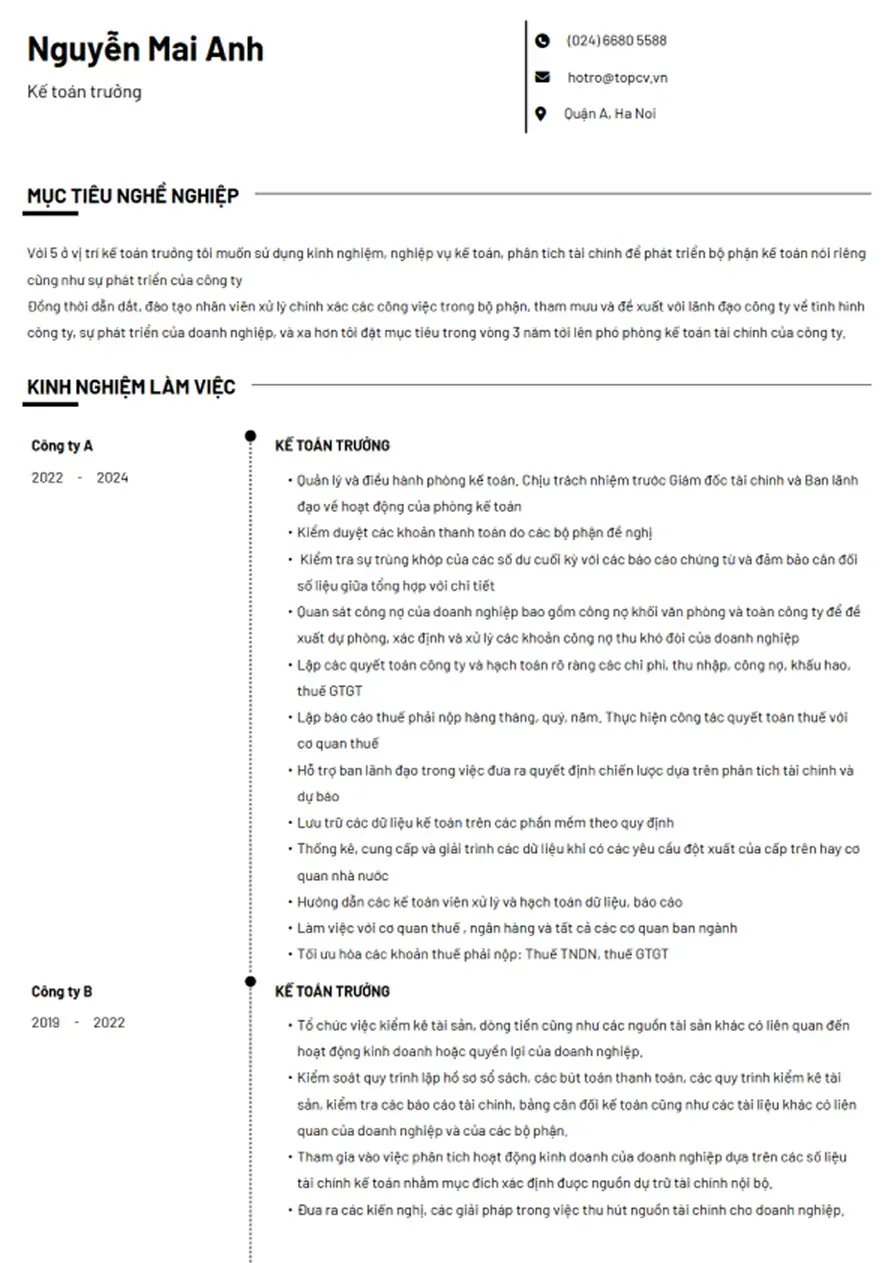 Nguyễn Mai Anh
Kế toán trưởng
(024) 6680 5588
hotro@topcv.vn
Quận A, Ha Noi
MỤC TIÊU NGHỀ NGHIỆP
Với 5 ở vị trí kế toán trưởng tôi muốn sử dụng kinh nghiệm, nghiệp vụ kế toán, phân tích tài chính để phát triển bộ phận kế toán nói riêng
cùng như sự phát triển của công ty
Đồng thời dẫn dắt, đào tạo nhân viên xử lý chính xác các công việc trong bộ phận, tham mưu và đề xuất với lãnh đạo công ty về tình hình
công ty, sự phát triển của doanh nghiệp, và xa hơn tôi đặt mục tiêu trong vòng 3 năm tới lên phó phòng kế toán tài chính của công ty.
KINH NGHIỆM LÀM VIỆC
Công ty A
2022 - 2024
KẾ TOÁN TRƯỞNG
• Quản lý và điều hành phòng kế toán. Chịu trách nhiệm trước Giám đốc tài chính và Ban lãnh
đạo về hoạt động của phòng kế toán
• Kiểm duyệt các khoản thanh toán do các bộ phận đề nghị
• Kiểm tra sự trùng khớp của các số dư cuối kỳ với các báo cáo chứng từ và đảm bảo cân đối
số liệu giữa tổng hợp với chi tiết
• Quan sát công nợ của doanh nghiệp bao gồm công nợ khối văn phòng và toàn công ty để đề
xuất dự phòng, xác định và xử lý các khoản công nợ thu khó đòi của doanh nghiệp
• Lập các quyết toán công ty và hạch toán rõ ràng các chi phí, thu nhập, công nợ, khấu hao,
thuế GTGT
• Lập báo cáo thuế phải nộp hàng tháng, quý, năm. Thực hiện công tác quyết toán thuế với
cơ quan thuế
• Hỗ trợ ban lãnh đạo trong việc đưa ra quyết định chiến lược dựa trên phân tích tài chính và
dự báo
• Lưu trữ các dữ liệu kế toán trên các phần mềm theo quy định
• Thống kê, cung cấp và giải trình các dữ liệu khi có các yêu cầu đột xuất của cấp trên hay cơ
quan nhà nước
• Hướng dẫn các kế toán viên xử lý và hạch toán dữ liệu, báo cáo
• Làm việc với cơ quan thuế , ngân hàng và tất cả các cơ quan ban ngành
• Tối ưu hóa các khoản thuế phải nộp: Thuế TNDN, thuế GTGT
Công ty B
2019 - 2022
KẾ TOÁN TRƯỞNG
• Tổ chức việc kiểm kê tài sản, dòng tiền cũng như các nguồn tài sản khác có liên quan đến
hoạt động kinh doanh hoặc quyền lợi của doanh nghiệp.
• Kiểm soát quy trình lập hồ sơ sổ sách, các bút toán thanh toán, các quy trình kiểm kê tài
sản, kiểm tra các báo cáo tài chính, bảng cân đối kế toán cũng như các tài liệu khác có liên
quan của doanh nghiệp và của các bộ phận.
• Tham gia vào việc phân tích hoạt động kinh doanh của doanh nghiệp dựa trên các số liệu
tài chính kế toán nhằm mục đích xác định được nguồn dự trữ tài chính nội bộ.
• Đưa ra các kiến nghị, các giải pháp trong việc thu hút nguồn tài chính cho doanh nghiệp.